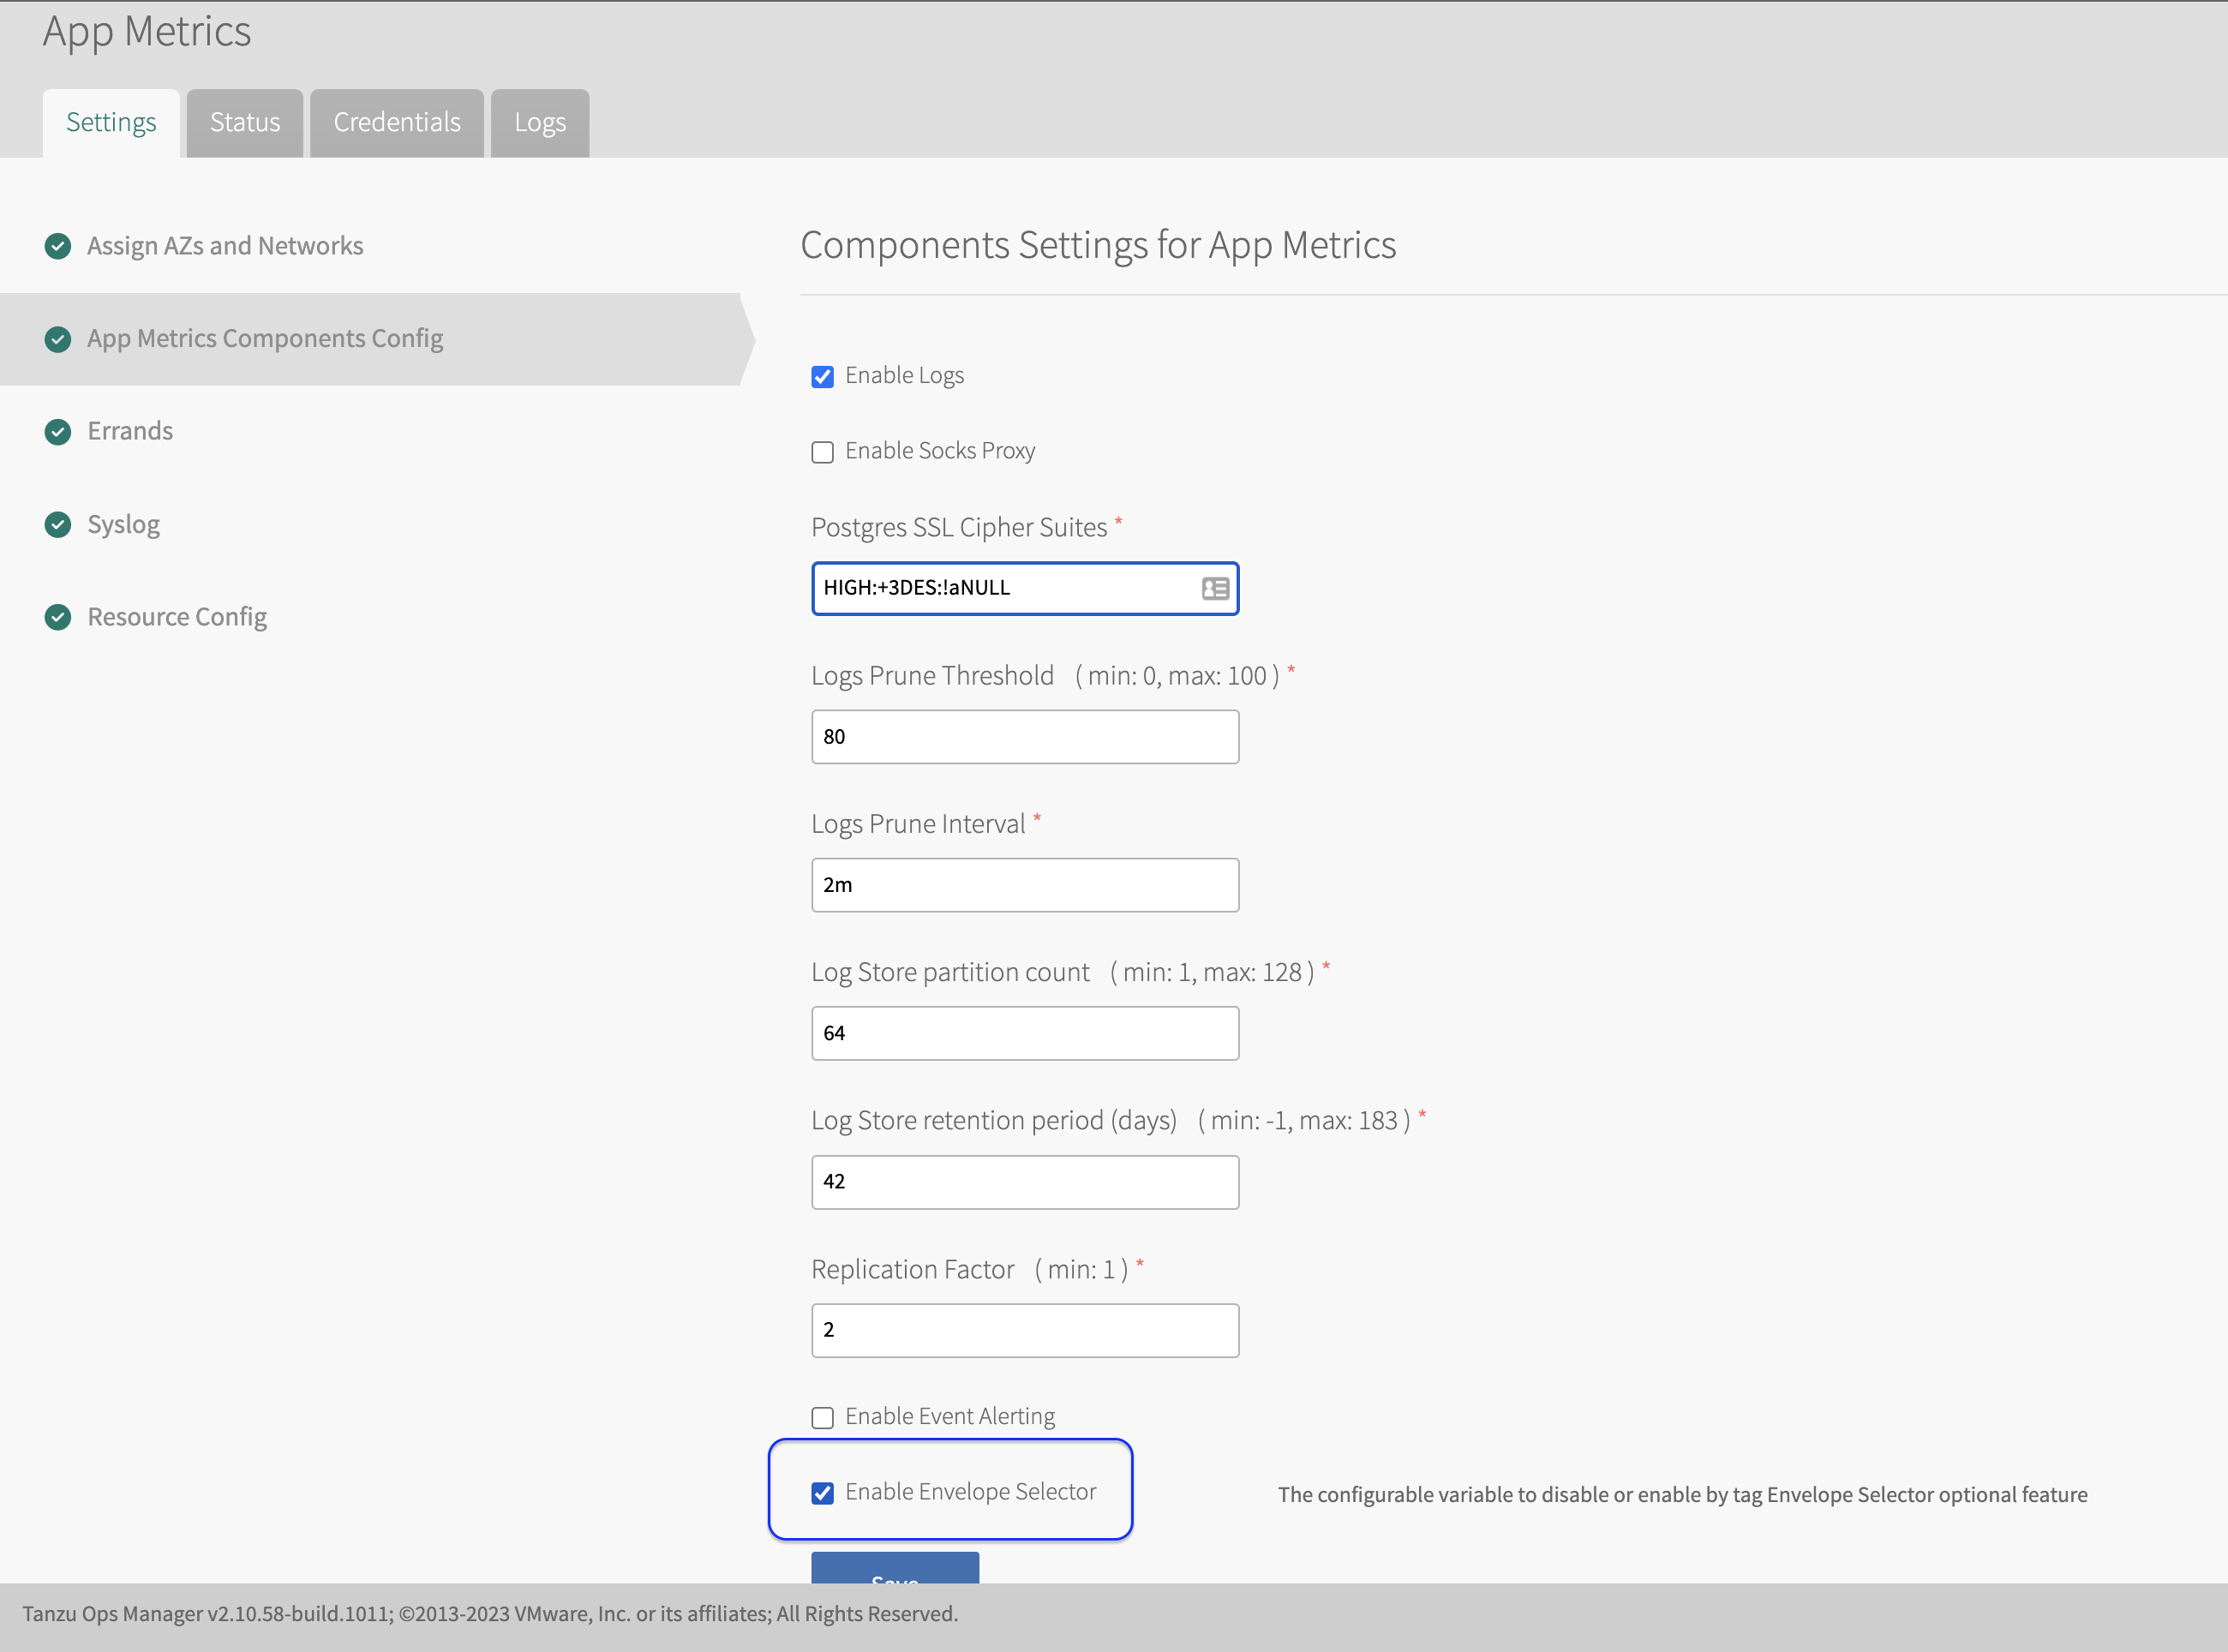 App Metrics
Settings
Status
Credentials
Logs
Assign AZs and Networks
App Metrics Components Config
Errands
Syslog
Resource Config
Components Settings for App Metrics
Enable Logs
Enable Socks Proxy
Postgres SSL Cipher Suites *
HIGH:+3DES:!aNULL
Logs Prune Threshold ( min: 0, max: 100 ) *
80
Logs Prune Interval *
2m
Log Store partition count ( min: 1, max: 128 ) *
64
Log Store retention period (days) ( min: -1, max: 183 ) *
42
Replication Factor ( min: 1 ) *
2
Enable Event Alerting
Enable Envelope Selector
The configurable variable to disable or enable by tag Envelope Selector optional feature
Save
Tanzu Ops Manager v2.10.58-build.1011; ©2013-2023 VMware, Inc. or its affiliates; All Rights Reserved.